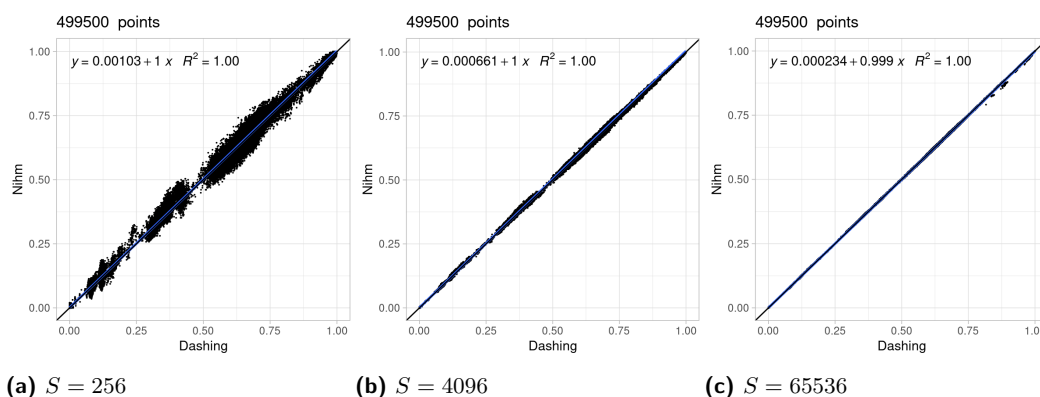 499500 points
y = 0.00103 + 1 x R² = 1.00
1.00
0.75
0.50
0.25
0.00
Nihm
0.00 0.25 0.50 0.75 1.00
Dashing
(a) S = 256
499500 points
y = 0.000661 + 1 x R² = 1.00
1.00
0.75
0.50
0.25
0.00
Nihm
0.00 0.25 0.50 0.75 1.00
Dashing
(b) S = 4096
499500 points
y = 0.000234 + 0.999 x R² = 1.00
1.00
0.75
0.50
0.25
0.00
Nihm
0.00 0.25 0.50 0.75 1.00
Dashing
(c) S = 65536